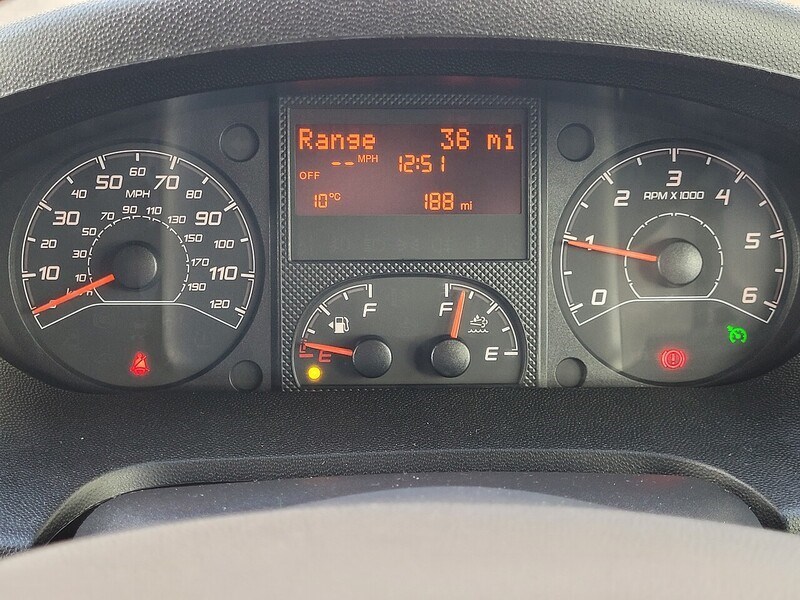 Range 36 mi
-- MPH 12:51
OFF
10°C 188 mi
0 10 20 30 40 50 60 70 80 90 100 110 120
MPH
10 30 50 70 90 110 130 150 170 190
km/h
F
E
F
E
0 1 2 3 4 5 6
RPM X 1000